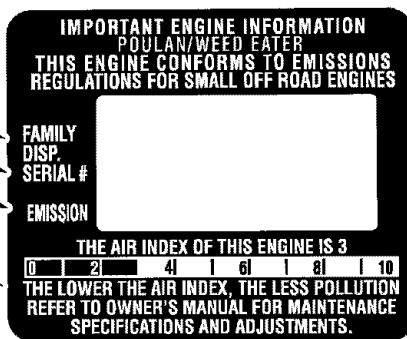 IMPORTANT ENGINE INFORMATION
POULAN/WEED EATER
THIS ENGINE CONFORMS TO EMISSIONS
REGULATIONS FOR SMALL OFF ROAD ENGINES
FAMILY
DISP.
SERIAL #
EMISSION
THE AIR INDEX OF THIS ENGINE IS 3
0 2 4 6 8 10
THE LOWER THE AIR INDEX, THE LESS POLLUTION
REFER TO OWNER'S MANUAL FOR MAINTENANCE
SPECIFICATIONS AND ADJUSTMENTS.